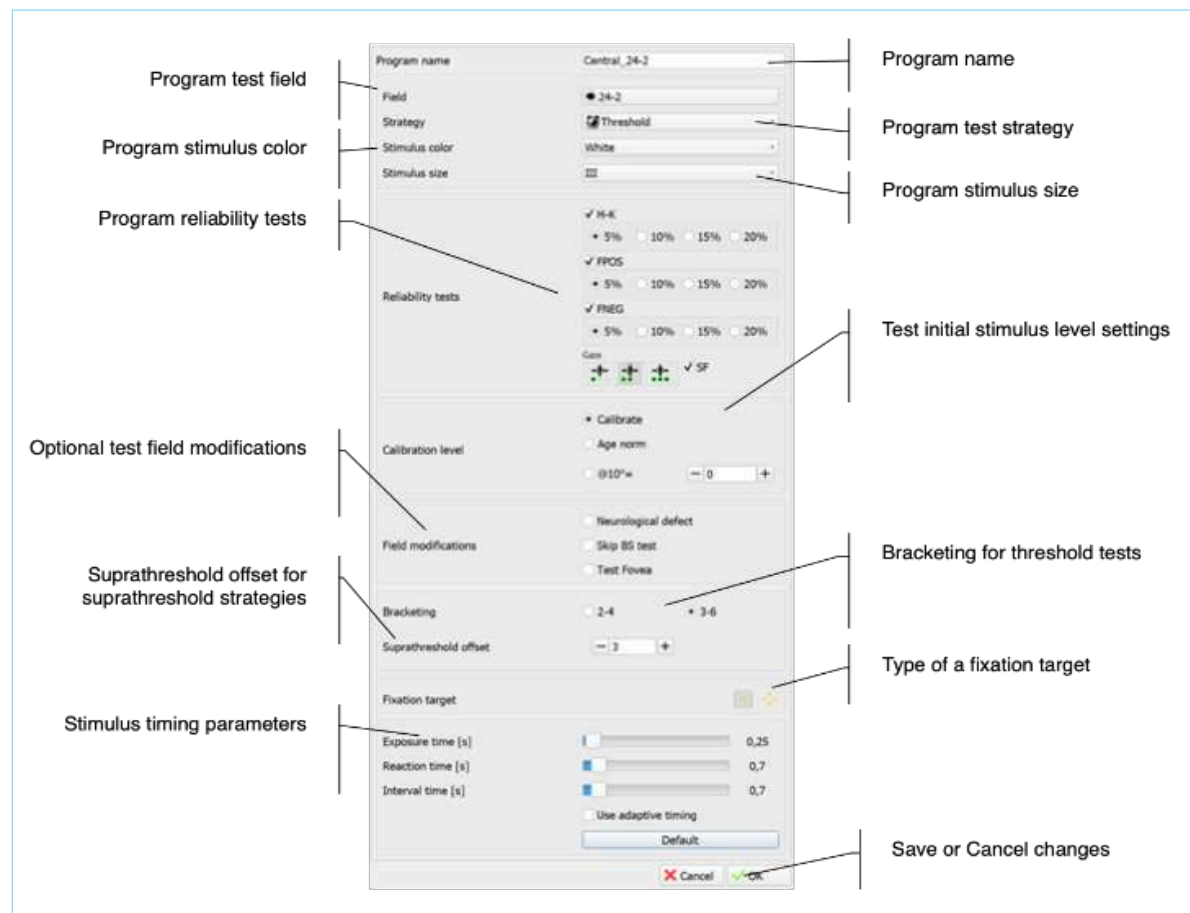 Program name
Central_24-2
Program name
Program test field
Field
24-2
Strategy
Threshold
Program test strategy
Program stimulus color
Stimulus color
White
Stimulus size
III
Program stimulus size
Program reliability tests
Reliability tests
H-K
5% 10% 15% 20%
FPOS
5% 10% 15% 20%
FNEG
5% 10% 15% 20%
Gaze
SF
Test initial stimulus level settings
Calibration level
Calibrate
Age norm
@10°=
0
Optional test field modifications
Field modifications
Neurological defect
Skip BS test
Test Fovea
Bracketing for threshold tests
Suprathreshold offset for
suprathreshold strategies
Bracketing
2-4 3-6
Suprathreshold offset
3
Type of a fixation target
Fixation target
Stimulus timing parameters
Exposure time [s]
0,25
Reaction time [s]
0,7
Interval time [s]
0,7
Use adaptive timing
Default
Save or Cancel changes
Cancel
OK